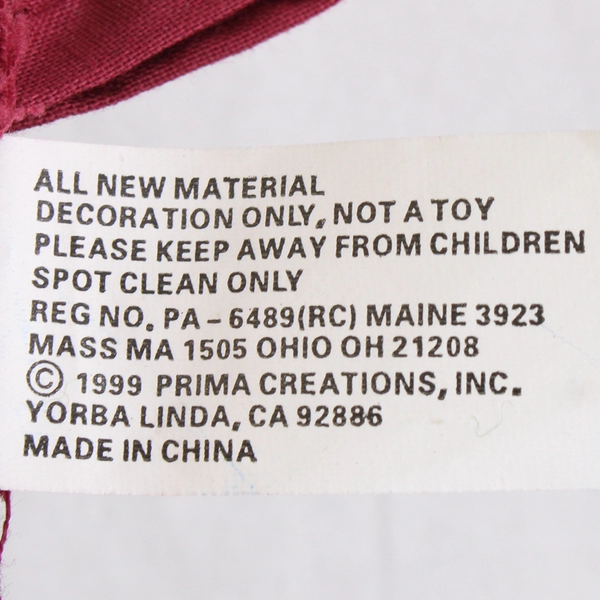 ALL NEW MATERIAL
DECORATION ONLY, NOT A TOY
PLEASE KEEP AWAY FROM CHILDREN
SPOT CLEAN ONLY
REG NO. PA-6489(RC) MAINE 3923
MASS MA 1505 OHIO OH 21208
© 1999 PRIMA CREATIONS, INC.
YORBA LINDA, CA 92886
MADE IN CHINA